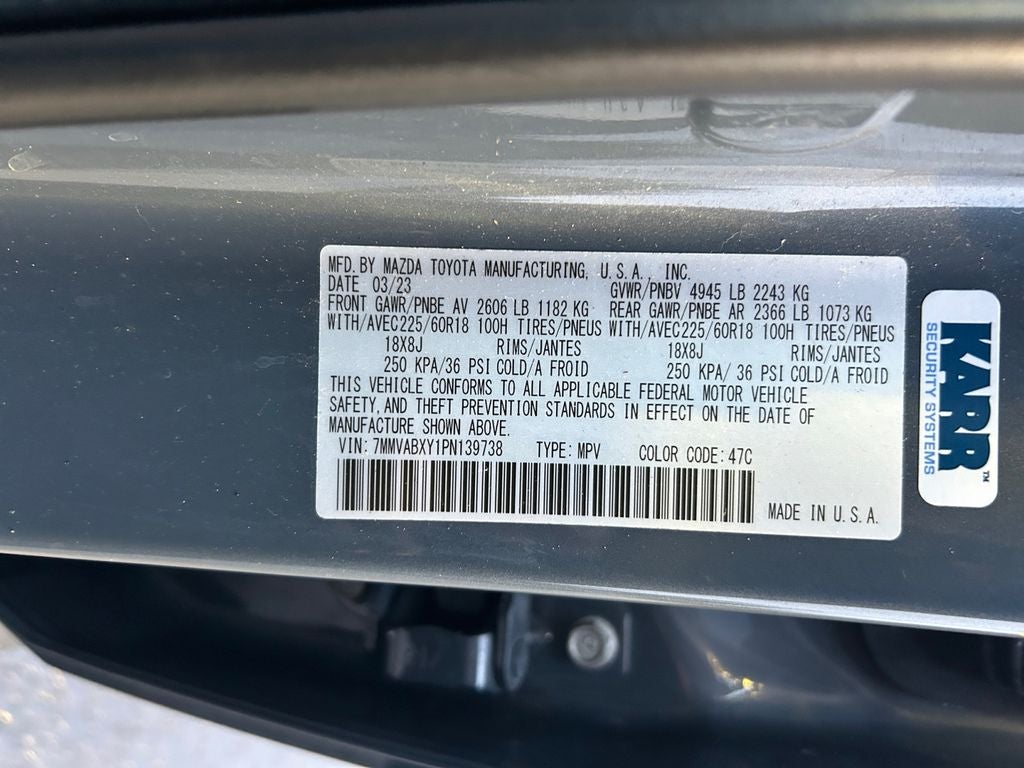 MFD. BY MAZDA TOYOTA MANUFACTURING, U.S.A., INC.
DATE 03/23 GVWR/PNBV 4945 LB 2243 KG
FRONT GAWR/PNBE AV 2606 LB 1182 KG REAR GAWR/PNBE AR 2366 LB 1073 KG
WITH/AVEC225/60R18 100H TIRES/PNEUS WITH/AVEC225/60R18 100H TIRES/PNEUS
18X8J RIMS/JANTES 18X8J RIMS/JANTES
250 KPA/36 PSI COLD/A FROID - 250 KPA/ 36 PSI COLD/A FROID
THIS VEHICLE CONFORMS TO ALL APPLICABLE FEDERAL MOTOR VEHICLE
SAFETY, AND THEFT PREVENTION STANDARDS IN EFFECT ON THE DATE OF
MANUFACTURE SHOWN ABOVE.
VIN: 7MMVABXY1PN139738 TYPE: MPV COLOR CODE: 47C
MADE IN U.S.A.
KARR™
SECURITY SYSTEMS